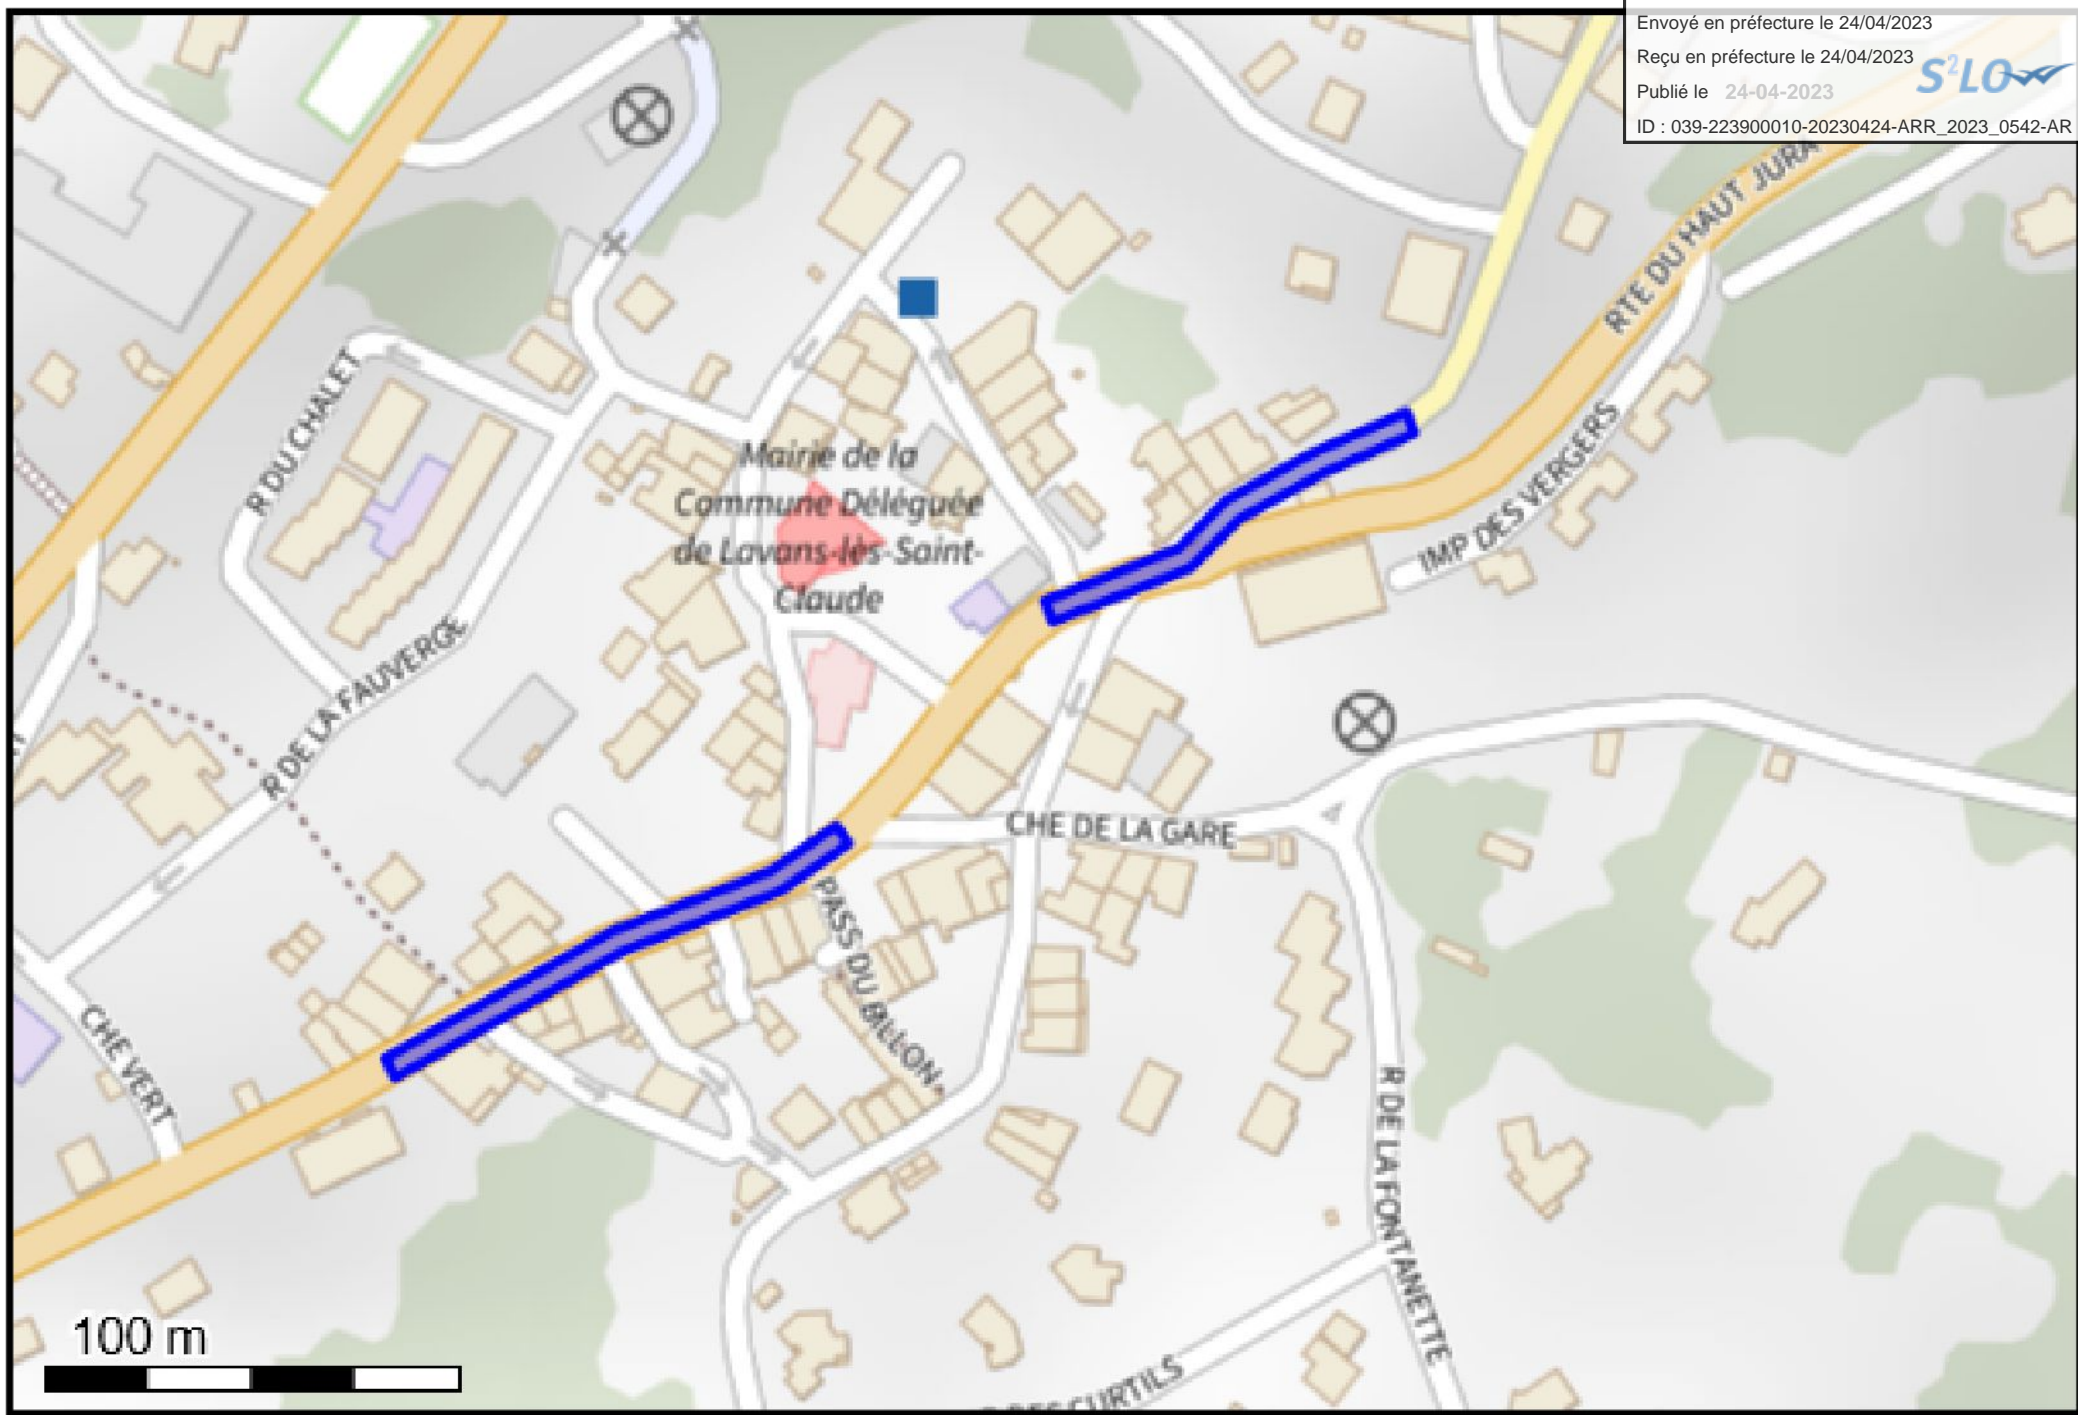 Envoyé en préfecture le 24/04/2023
Reçu en préfecture le 24/04/2023
Publié le 24-04-2023
S²LO
ID : 039-223900010-20230424-ARR_2023_0542-AR
RTE DU HAUT JURA
R DU CHALET
IMP DES VERGERS
Mairie de la
Commune Déléguée
de Lavans-lès-Saint-
Claude
R DE LA FAUVERGE
CHE DE LA GARE
PASS DU BILLON
CHE VERT
R DE LA FONTANETTE
CURTILS
100 m